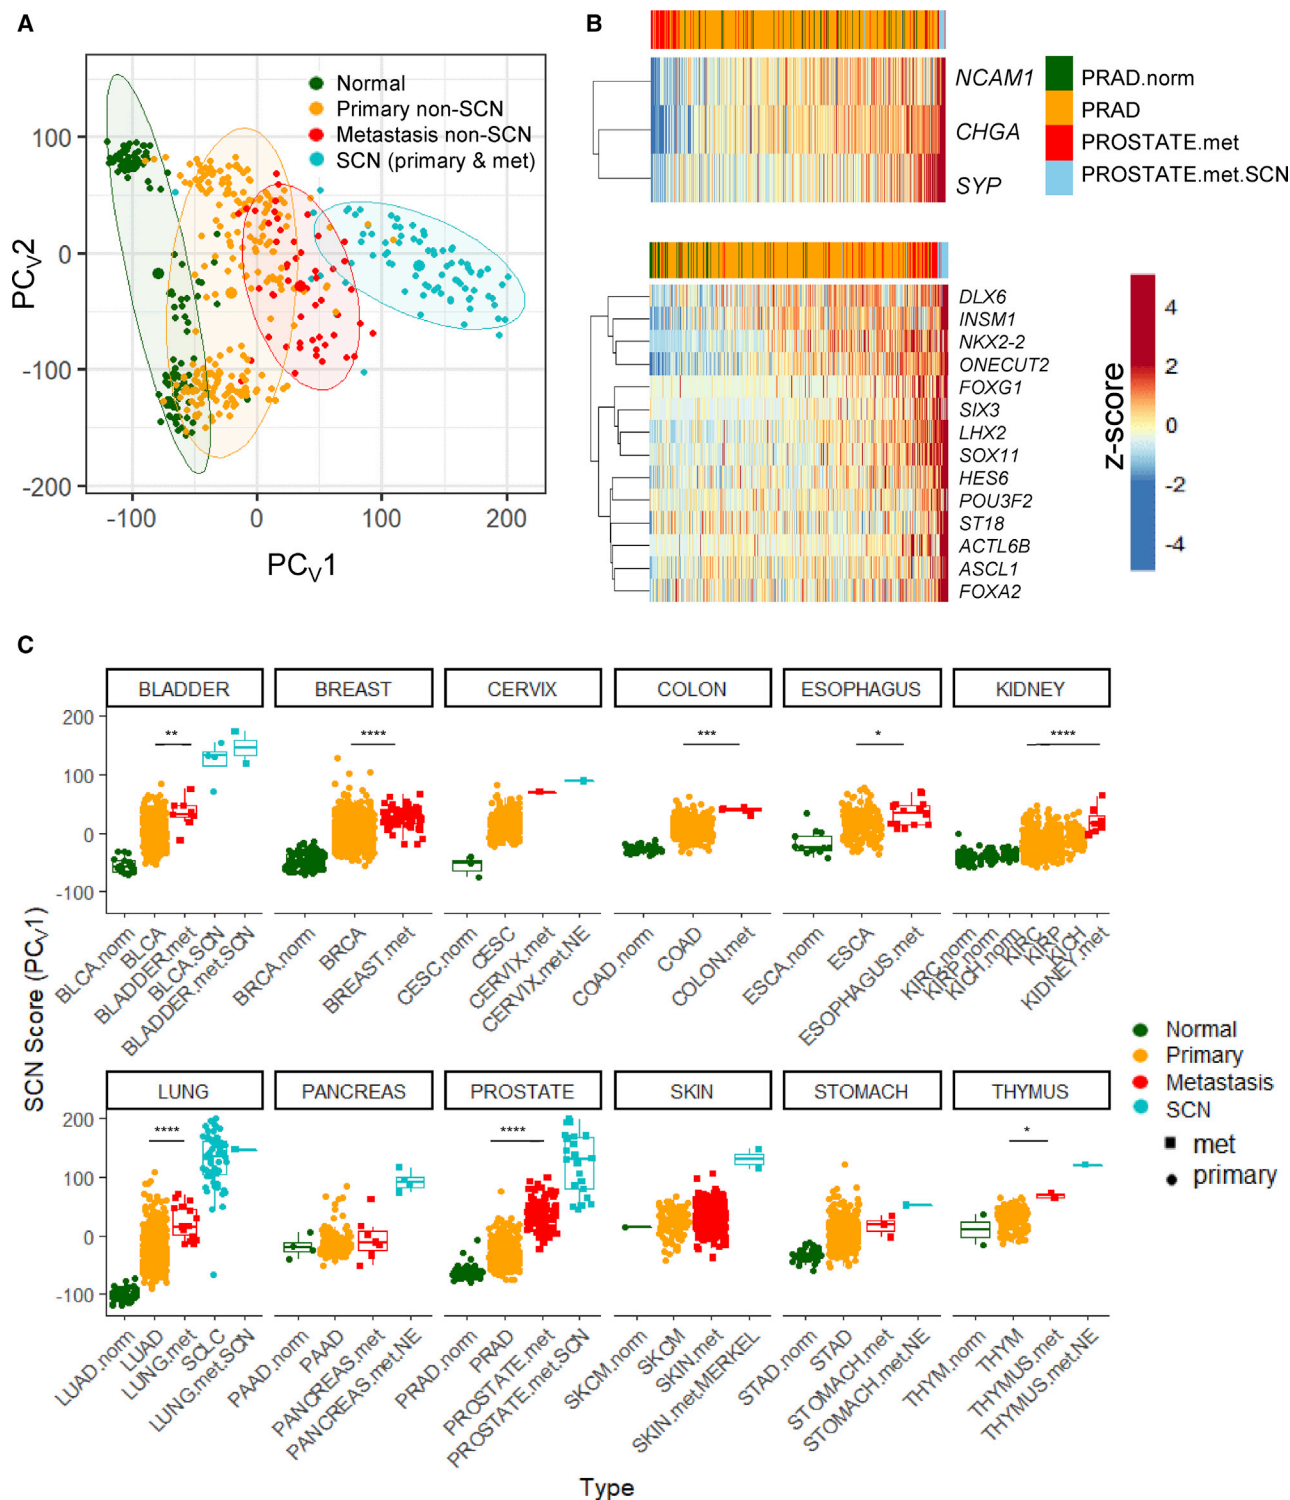 A
Normal
Primary non-SCN
Metastasis non-SCN
SCN (primary & met)
100
0
-100
-200
PCV2
-100
0
100
200
PCV1
B
NCAM1
CHGA
SYP
PRAD.norm
PRAD
PROSTATE.met
PROSTATE.met.SCN
DLX6
INSM1
NKX2-2
ONECUT2
FOXG1
SIX3
LHX2
SOX11
HES6
POU3F2
ST18
ACTL6B
ASCL1
FOXA2
z-score
4
2
0
-2
-4
C
SCN Score (PCV1)
BLADDER
BREAST
CERVIX
COLON
ESOPHAGUS
KIDNEY
200
100
0
-100
**
****
***
*
****
BLCA.norm
BLCA
BLADDER.met
BLCA.SCN
BLADDER.met.SCN
BRCA.norm
BRCA
BREAST.met
CESC.norm
CESC
CERVIX.met
CERVIX.met.NE
COAD.norm
COAD
COLON.met
ESCA.norm
ESCA
ESOPHAGUS.met
KIRC.norm
KIRP.norm
KICH.norm
KIRC
KIRP
KICH
KIDNEY.met
LUNG
PANCREAS
PROSTATE
SKIN
STOMACH
THYMUS
200
100
0
-100
****
****
*
LUAD.norm
LUAD
LUNG.met
SCLC
LUNG.met.SCN
PAAD.norm
PAAD
PANCREAS.met
PANCREAS.met.NE
PRAD.norm
PRAD
PROSTATE.met
PROSTATE.met.SCN
SKCM.norm
SKCM
SKIN.met
SKIN.met.MERKEL
STAD.norm
STAD
STOMACH.met
STOMACH.met.NE
THYM.norm
THYM
THYMUS.met
THYMUS.met.NE
Type
Normal
Primary
Metastasis
SCN
met
primary